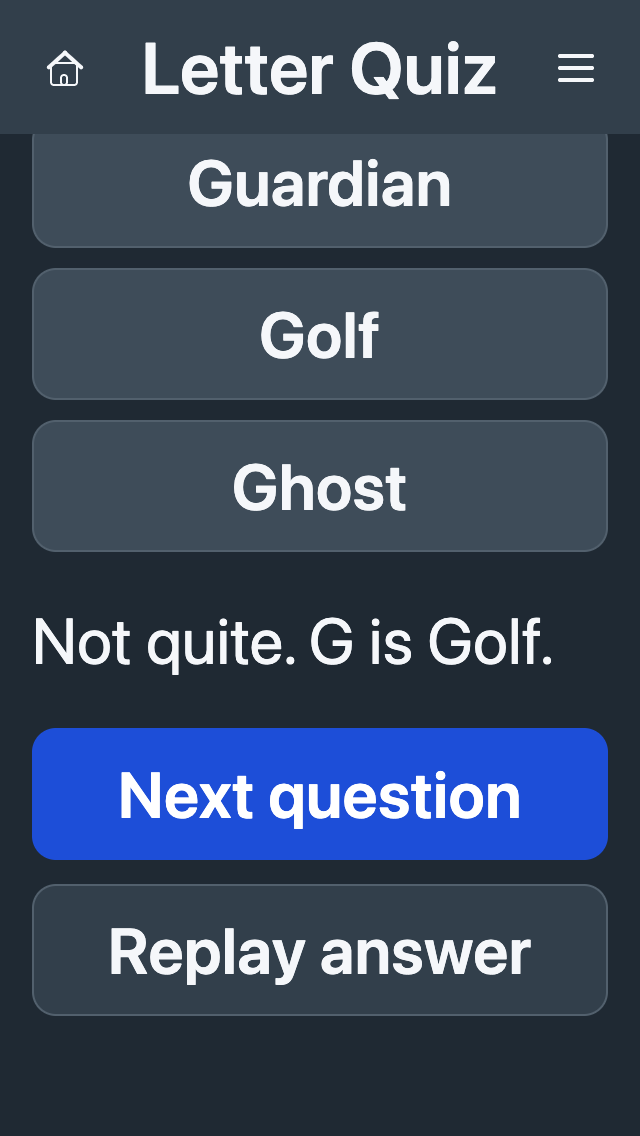 Letter Quiz
Guardian
Golf
Ghost
Not quite. G is Golf.
Next question
Replay answer